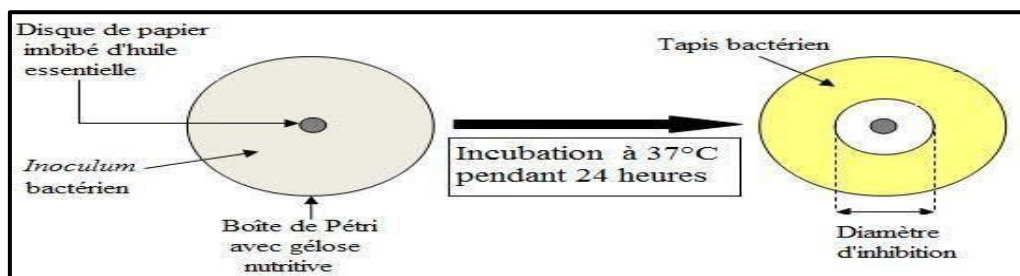 Disque de papier
imbibé d'huile
essentielle
Inoculum
bactérien
Boîte de Pétri
avec gélose
nutritive
Incubation à 37°C
pendant 24 heures
Tapis bactérien
Diamètre
d'inhibition